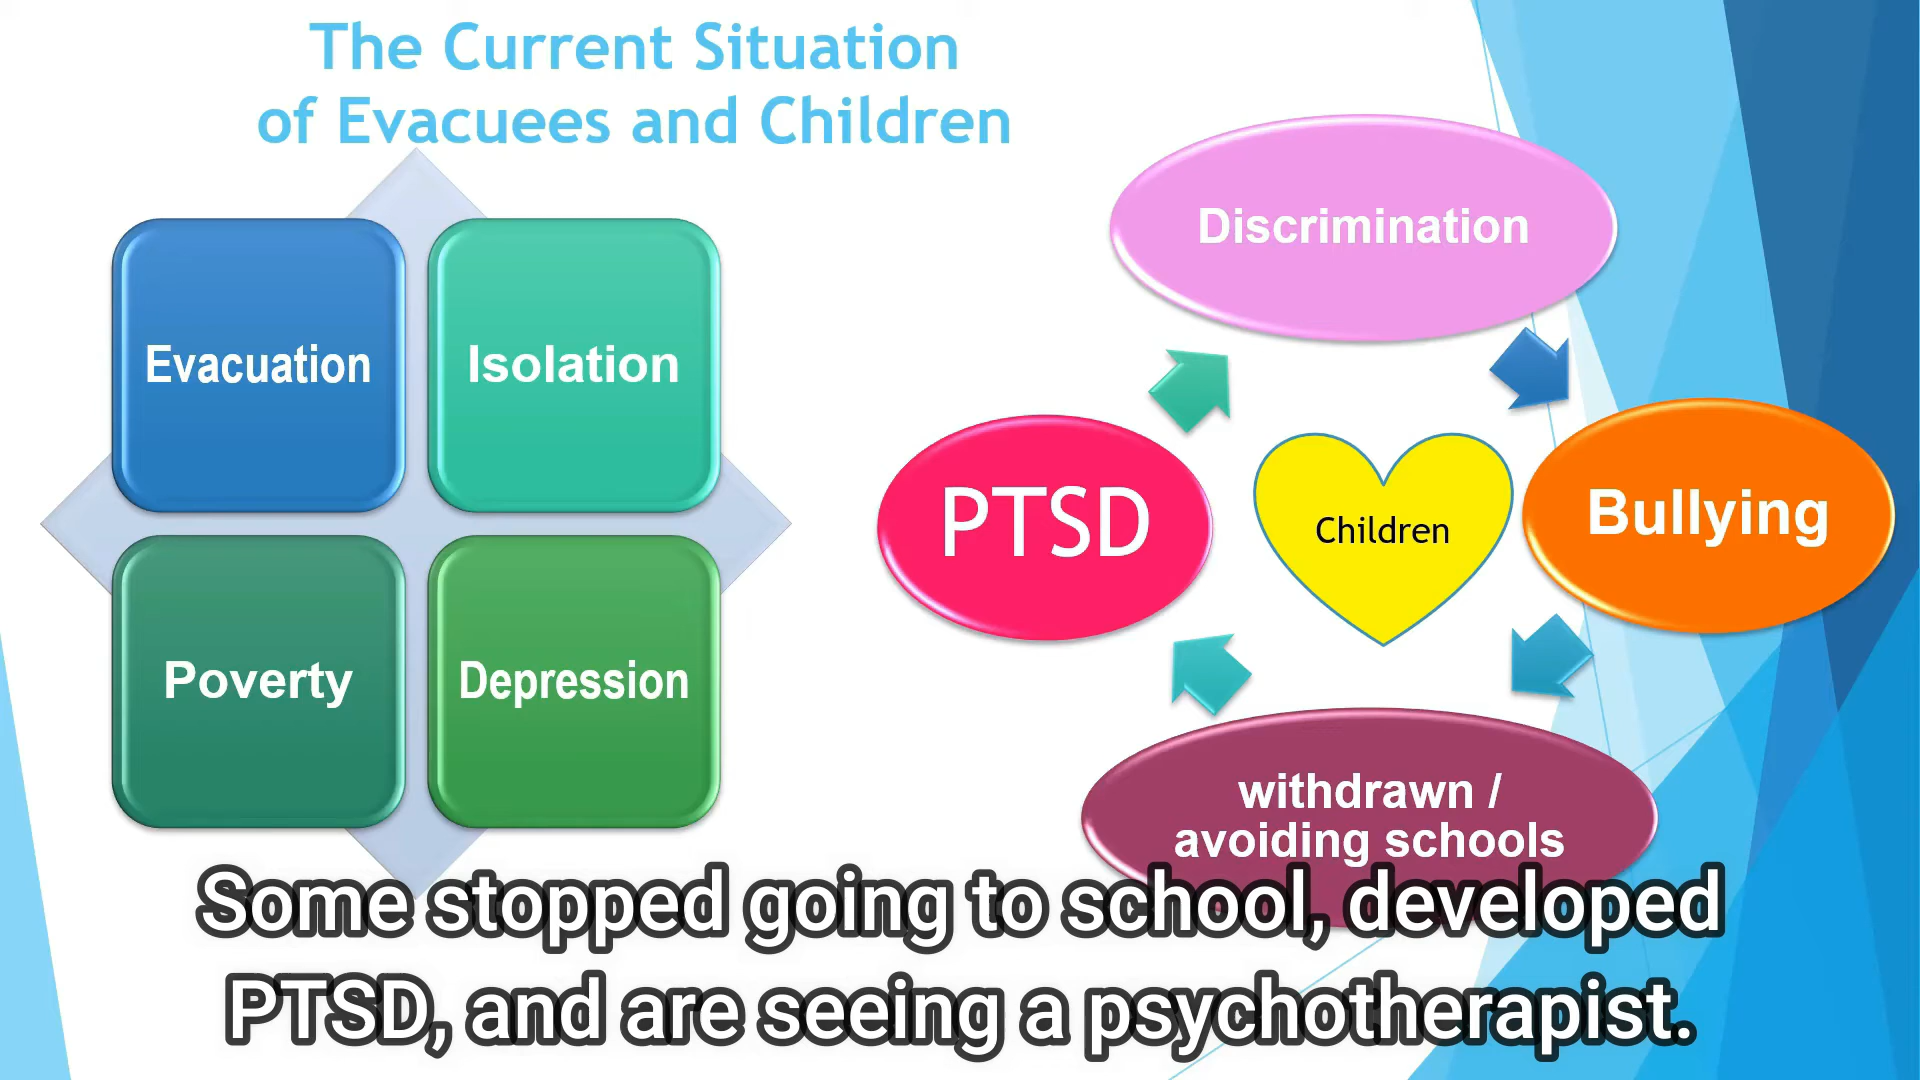 The Current Situation
of Evacuees and Children
Evacuation
Isolation
Poverty
Depression
Discrimination
Bullying
withdrawn /
avoiding schools
PTSD
Children
Some stopped going to school, developed
PTSD, and are seeing a psychotherapist.